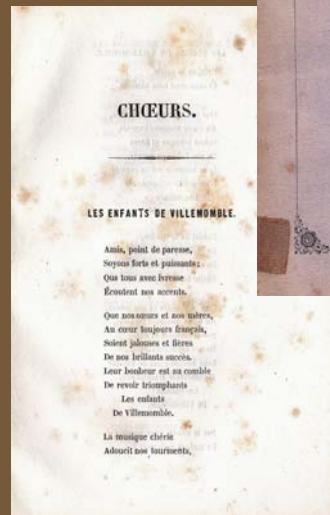 CHŒURS.
LES ENFANTS DE VILLEMOMBLE.
Amis, point de paresse,
Soyons forts et puissants;
Que tous avec ivresse
Écoutent nos accents.
Que nos sœurs et nos mères,
Au cœur toujours français,
Soient jalouses et fières
De nos brillants succès.
Leur bonheur est au comble
De revoir triomphants
Les enfants
De Villemomble.
La musique chérie
Adoucit nos tourments,